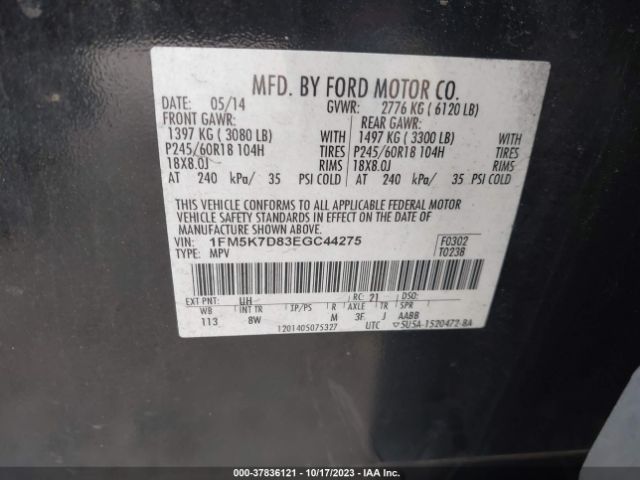 MFD. BY FORD MOTOR CO.
DATE: 05/14 GVWR: 2776 KG ( 6120 LB)
FRONT GAWR: REAR GAWR:
1397 KG ( 3080 LB) WITH 1497 KG ( 3300 LB) WITH
P245/60R18 104H TIRES P245/60R18 104H TIRES
18X8.0J RIMS 18X8.0J RIMS
AT 240 kPa/ 35 PSI COLD AT 240 kPa/ 35 PSI COLD
THIS VEHICLE CONFORMS TO ALL APPLICABLE FEDERAL MOTOR
VEHICLE SAFETY STANDARDS IN EFFECT ON THE DATE OF
MANUFACTURE SHOWN ABOVE.
VIN: 1FM5K7D83EGC44275 F0302
TYPE: MPV T0238
EXT PNT: UH RC: 21 DSO:
WB INT TR TP/PS R AXLE TR SPR
113 8W M 3F J AABB
1201405075327 UTC 5U5A-1520472-BA
000-37836121 | 10/17/2023 | IAA Inc.